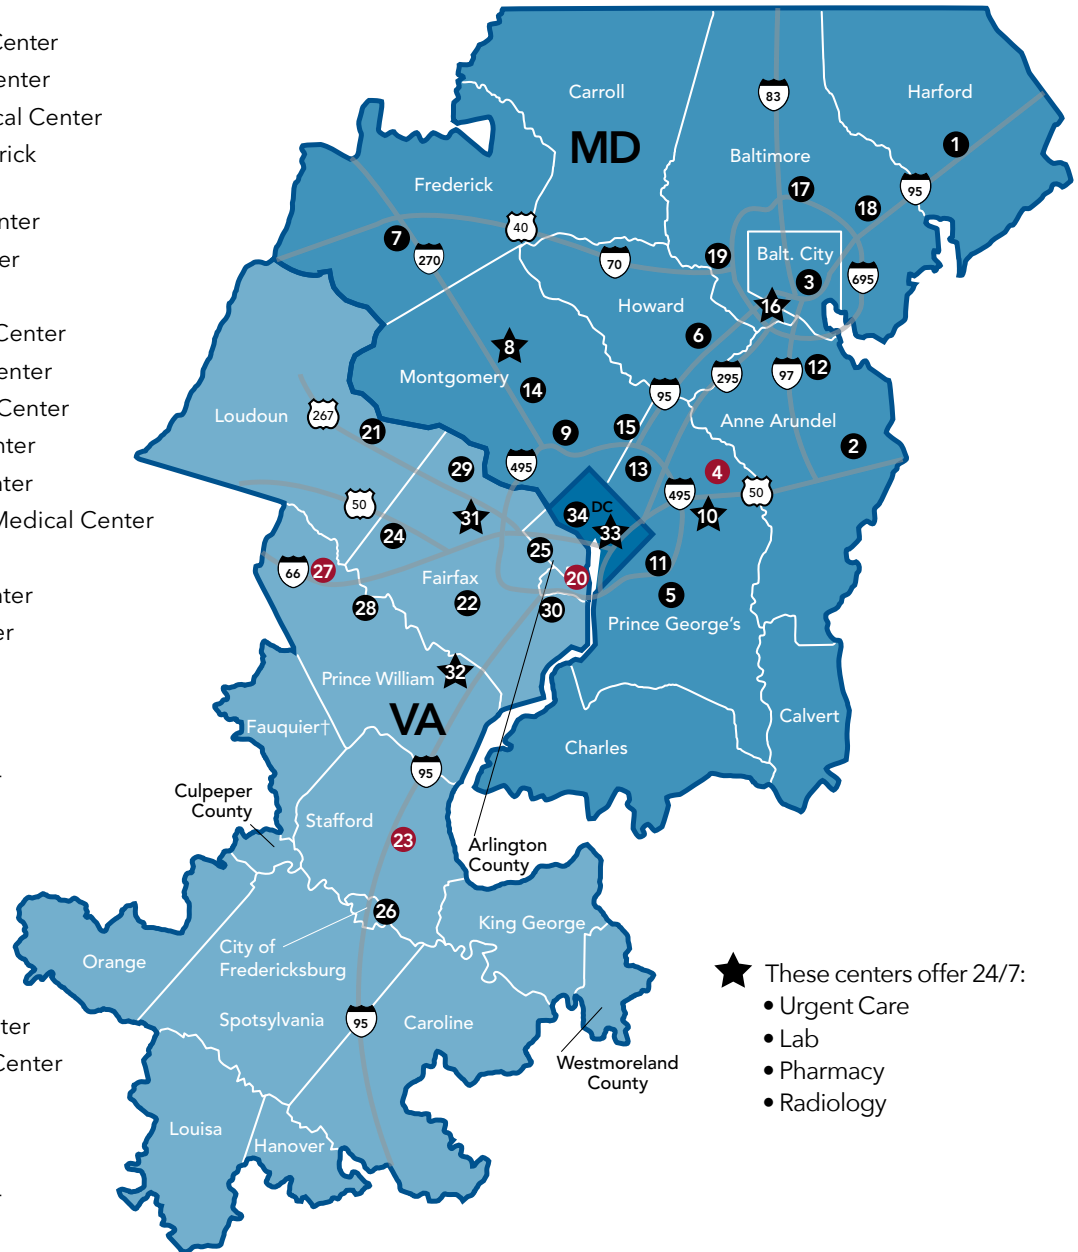 Center
enter
cal Center
rick
nter
er
Center
enter
Center
nter
nter
Medical Center
nter
er
ter
Center
Carroll
83
Harford
MD
1
Baltimore
Frederick
17
95
18
40
7
270
70
19
Balt. City
3
695
Howard
16
6
8
Montgomery
14
295
97
12
95
Loudoun
267
21
9
15
Anne Arundel
2
29
495
13
4
495
50
50
31
34
DC
10
33
24
25
11
66
27
Fairfax
20
5
28
22
30
Prince George's
32
Prince William
VA
Fauquier†
Calvert
Charles
95
Culpeper
County
Stafford
23
Arlington
County
26
King George
City of
Fredericksburg
Orange
Spotsylvania
95
Caroline
Westmoreland
County
Louisa
Hanover
These centers offer 24/7:
• Urgent Care
• Lab
• Pharmacy
• Radiology